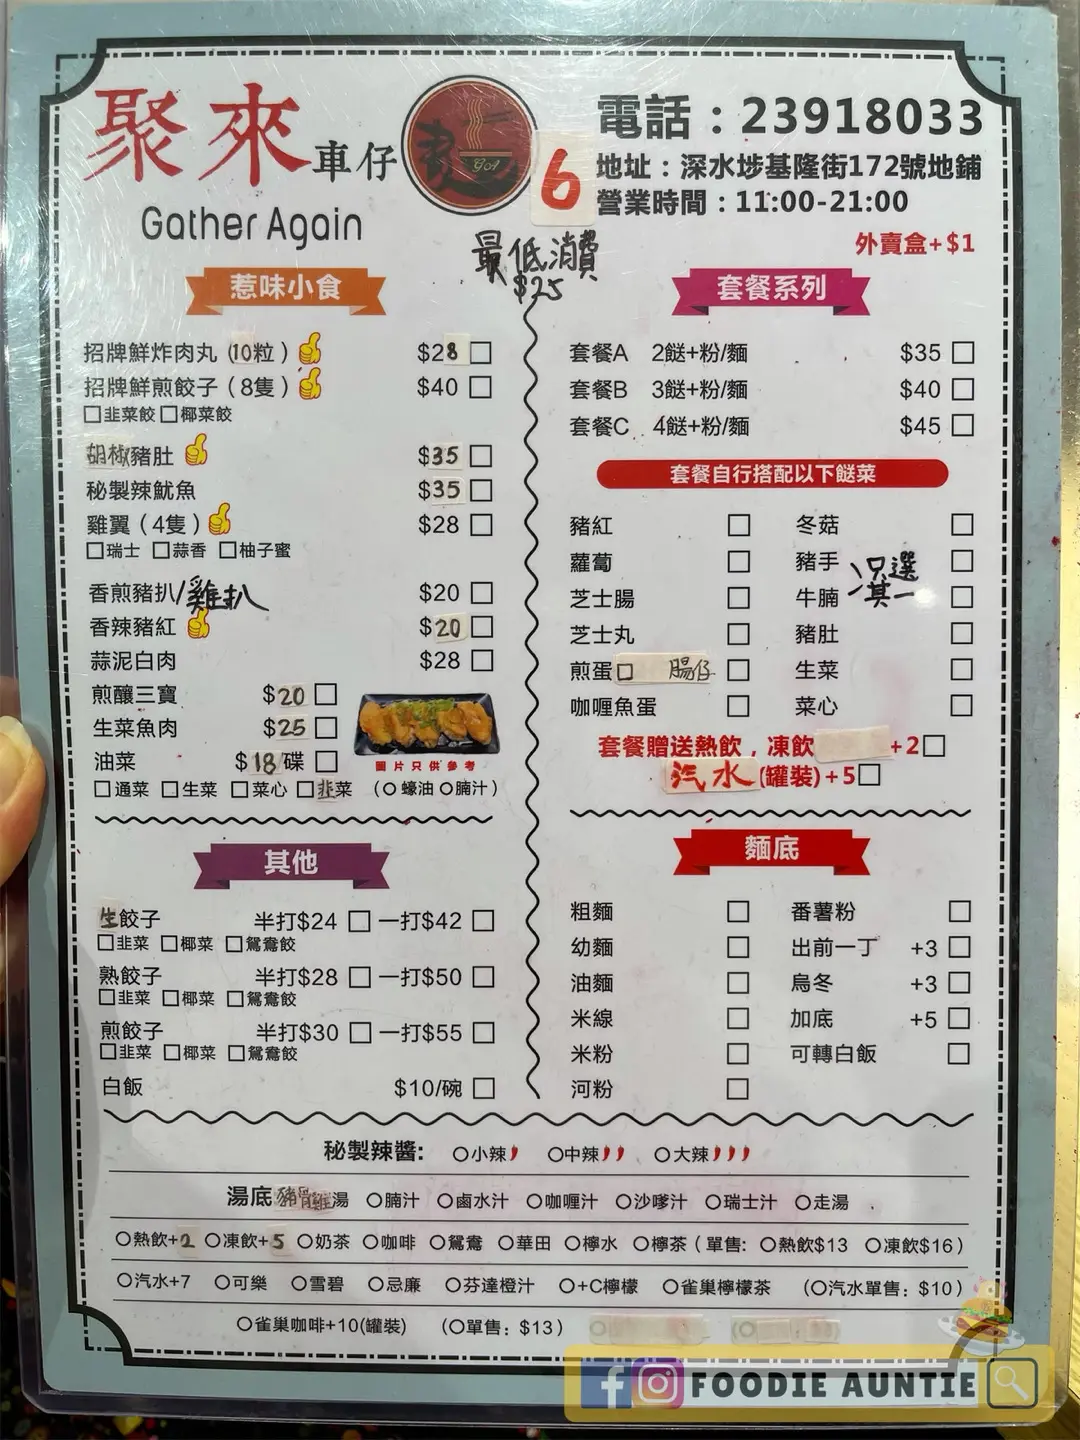 聚來車仔
Gather Again
6
電話：23918033
地址：深水埗基隆街172號地鋪
營業時間：11:00-21:00
外賣盒+$1
最低消費
$25
惹味小食
招牌鮮炸肉丸（10粒） $28
招牌鮮煎餃子（8隻） $40
韭菜餃 椰菜餃
胡椒豬肚 $35
秘製辣魷魚 $35
雞翼（4隻） $28
瑞士 蒜香 柚子蜜
香煎豬扒/雞扒 $20
香辣豬紅 $20
蒜泥白肉 $28
煎釀三寶 $20
生菜魚肉 $25
油菜 $18/碟
圖片只供參考
通菜 生菜 菜心 韭菜 （蠔油 腩汁）
其他
生餃子 半打$24 一打$42
韭菜 椰菜 鴛鴦餃
熟餃子 半打$28 一打$50
韭菜 椰菜 鴛鴦餃
煎餃子 半打$30 一打$55
韭菜 椰菜 鴛鴦餃
白飯 $10/碗
套餐系列
套餐A 2餸+粉/麵 $35
套餐B 3餸+粉/麵 $40
套餐C 4餸+粉/麵 $45
套餐自行搭配以下餸菜
豬紅 冬菇
蘿蔔 豬手
芝士腸 牛腩
只選
其一
芝士丸 豬肚
煎蛋 腸仔 生菜
咖喱魚蛋 菜心
套餐贈送熱飲，凍飲 +2
汽水(罐裝)+5
麵底
粗麵 番薯粉
幼麵 出前一丁 +3
油麵 烏冬 +3
米線 加底 +5
米粉 可轉白飯
河粉
秘製辣醬: 小辣 中辣 大辣
湯底 豬骨雞湯 腩汁 鹵水汁 咖喱汁 沙嗲汁 瑞士汁 走湯
熱飲+2 凍飲+5 奶茶 咖啡 鴛鴦 華田 檸水 檸茶（單售: 熱飲$13 凍飲$16）
汽水+7 可樂 雪碧 忌廉 芬達橙汁 +C檸檬 雀巢檸檬茶 （汽水單售: $10）
雀巢咖啡+10(罐裝) （單售: $13）
FOODIE AUNTIE